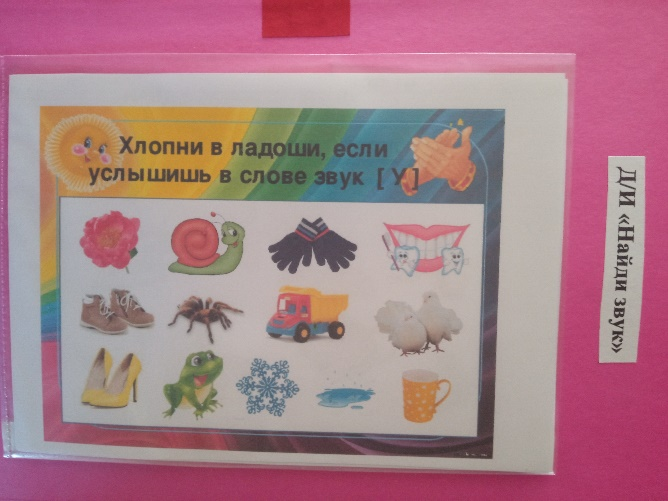 Хлопни в ладоши, если
услышишь в слове звук [ У ]
Д/И «Найди звук»